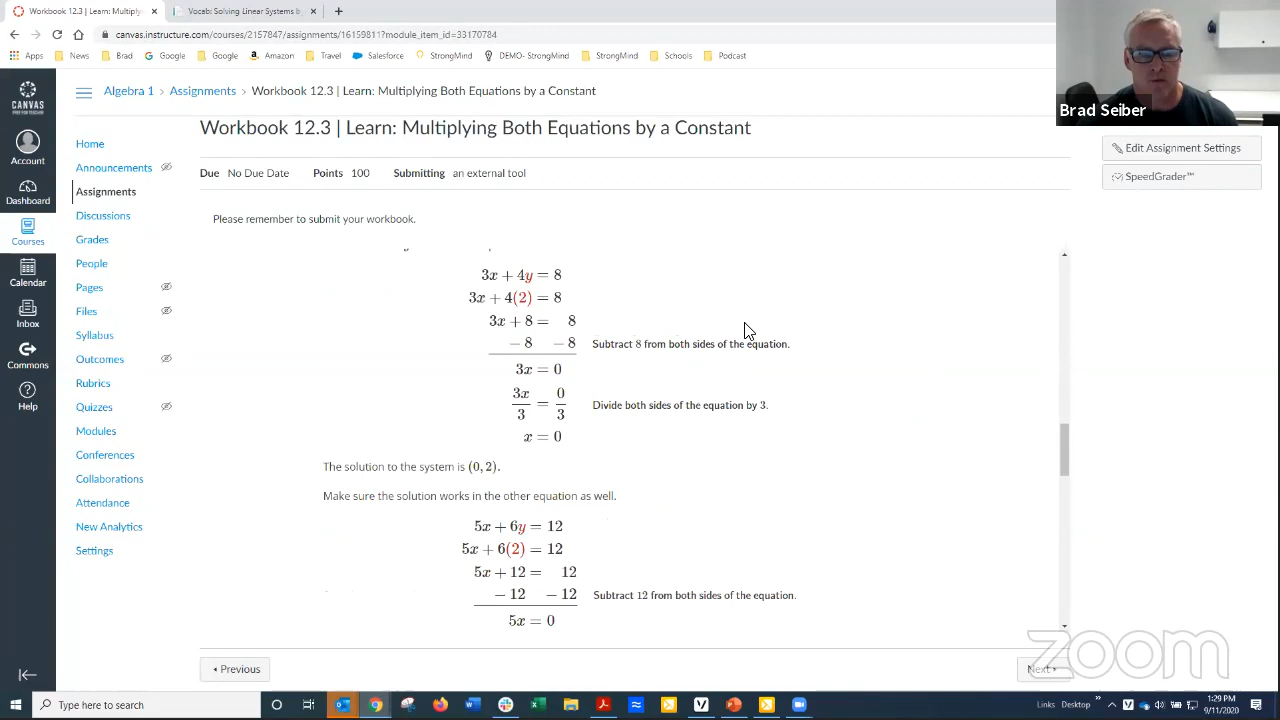 Workbook 12.3 | Learn: Multiply
Vocab: Solving Linear Systems by
canvas.instructure.com/courses/2157847/assignments/16159811?module_item_id=33170784
Apps News Brad Google Google Amazon Travel Salesforce StrongMind DEMO- StrongMind StrongMind Schools Podcast
Brad Seiber
CANVAS
FREE FOR TEACHER
Account
Dashboard
Courses
Calendar
Inbox
Commons
Help
Algebra 1 › Assignments › Workbook 12.3 | Learn: Multiplying Both Equations by a Constant
Home
Announcements
Assignments
Discussions
Grades
People
Pages
Files
Syllabus
Outcomes
Rubrics
Quizzes
Modules
Conferences
Collaborations
Attendance
New Analytics
Settings
Workbook 12.3 | Learn: Multiplying Both Equations by a Constant
Due No Due Date Points 100 Submitting an external tool
Edit Assignment Settings
SpeedGrader™
Please remember to submit your workbook.
3x + 4y = 8
3x + 4(2) = 8
3x + 8 = 8
− 8 − 8 Subtract 8 from both sides of the equation.
3x = 0
3x/3 = 0/3 Divide both sides of the equation by 3.
x = 0
The solution to the system is (0, 2).
Make sure the solution works in the other equation as well.
5x + 6y = 12
5x + 6(2) = 12
5x + 12 = 12
− 12 − 12 Subtract 12 from both sides of the equation.
5x = 0
Previous
Next
zoom
Type here to search
Links Desktop
1:29 PM
9/11/2020